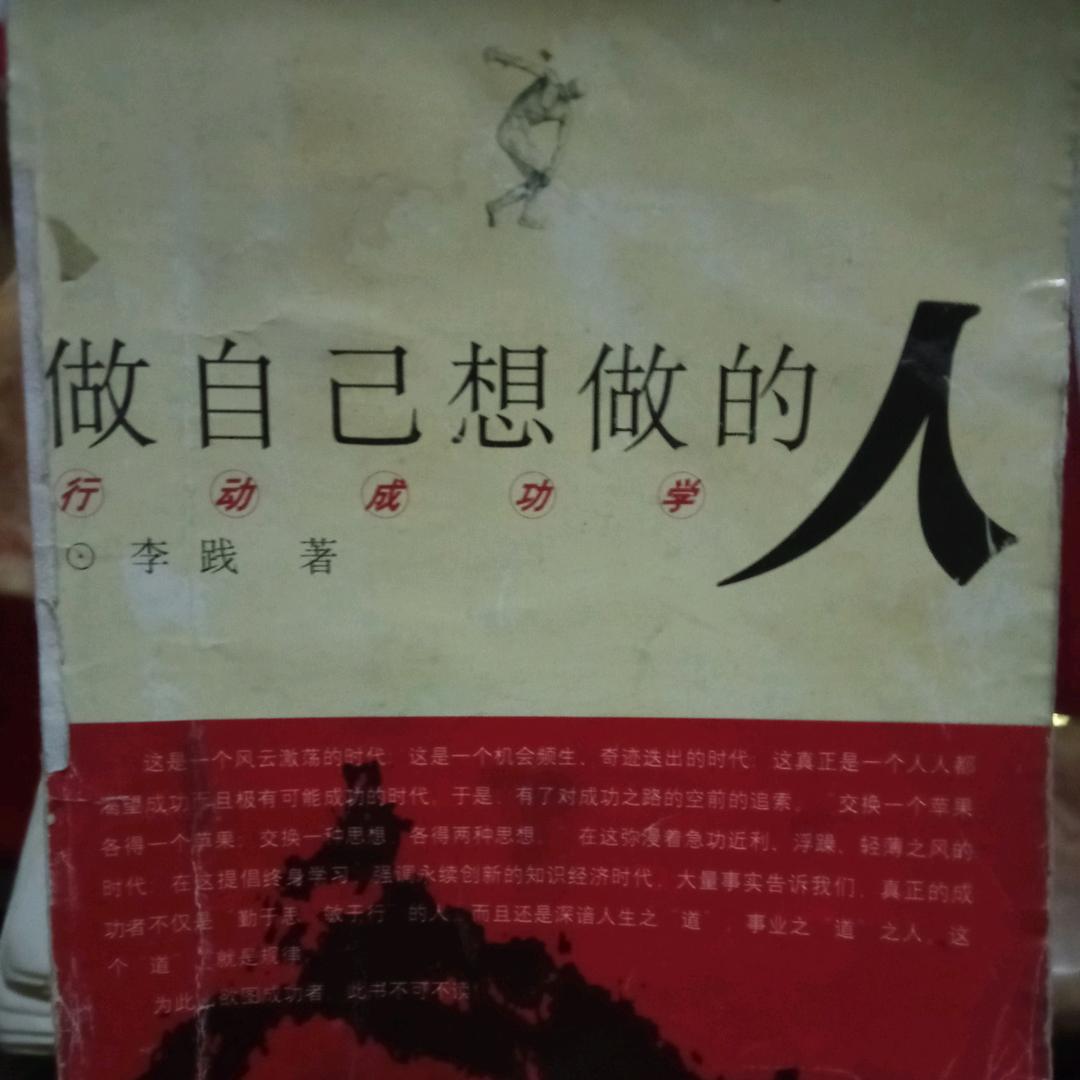 做自己想做的人
行动成功学
⊙李践 著
这是一个风云激荡的时代,这是一个机会频生、奇迹迭出的时代;这真正是一个人人都
渴望成功 且极有可能成功的时代。于是,有了对成功之路的空前的追索。“交换一个苹果
各得一个苹果;交换一种思想,各得两种思想。”在这弥漫着急功近利、浮躁、轻薄之风的
时代;在这提倡终身学习、强调永续创新的知识经济时代,大量事实告诉我们,真正的成
功者不仅是“勤于思、敏于行”的人,而且还是深谙人生之“道”,事业之“道”之人。这
个“道” 就是规律。
为此,欲图成功者,此书不可不读!